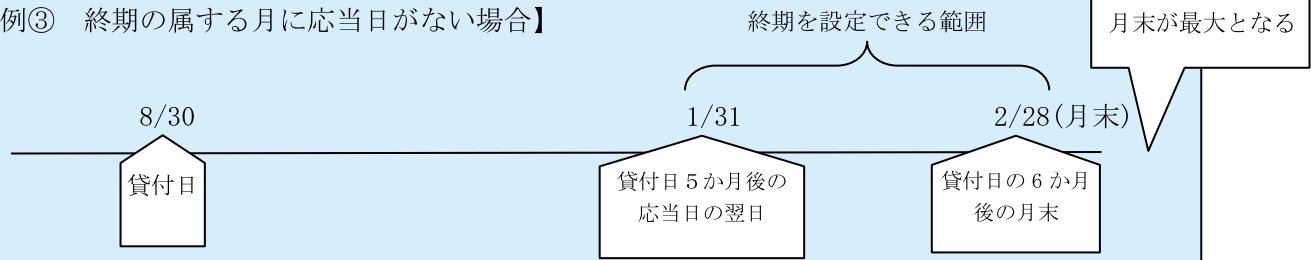 例③　終期の属する月に応当日がない場合】
終期を設定できる範囲
月末が最大となる
8/30
1/31
2/28(月末)
貸付日
貸付日５か月後の
応当日の翌日
貸付日の６か月
後の月末